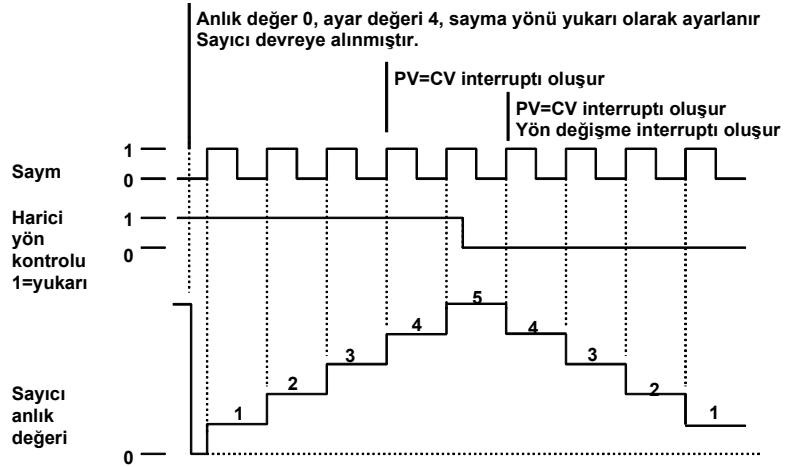 Anlık değer 0, ayar değeri 4, sayma yönü yukarı olarak ayarlanır
Sayıcı devreye alınmıştır.
PV=CV interruptı oluşur
PV=CV interruptı oluşur
Yön değişme interruptı oluşur
1
Saym
0
Harici
yön
kontrolu
1=yukarı
1
0
5
4
4
3
3
2
2
1
1
Sayıcı
anlık
değeri
0